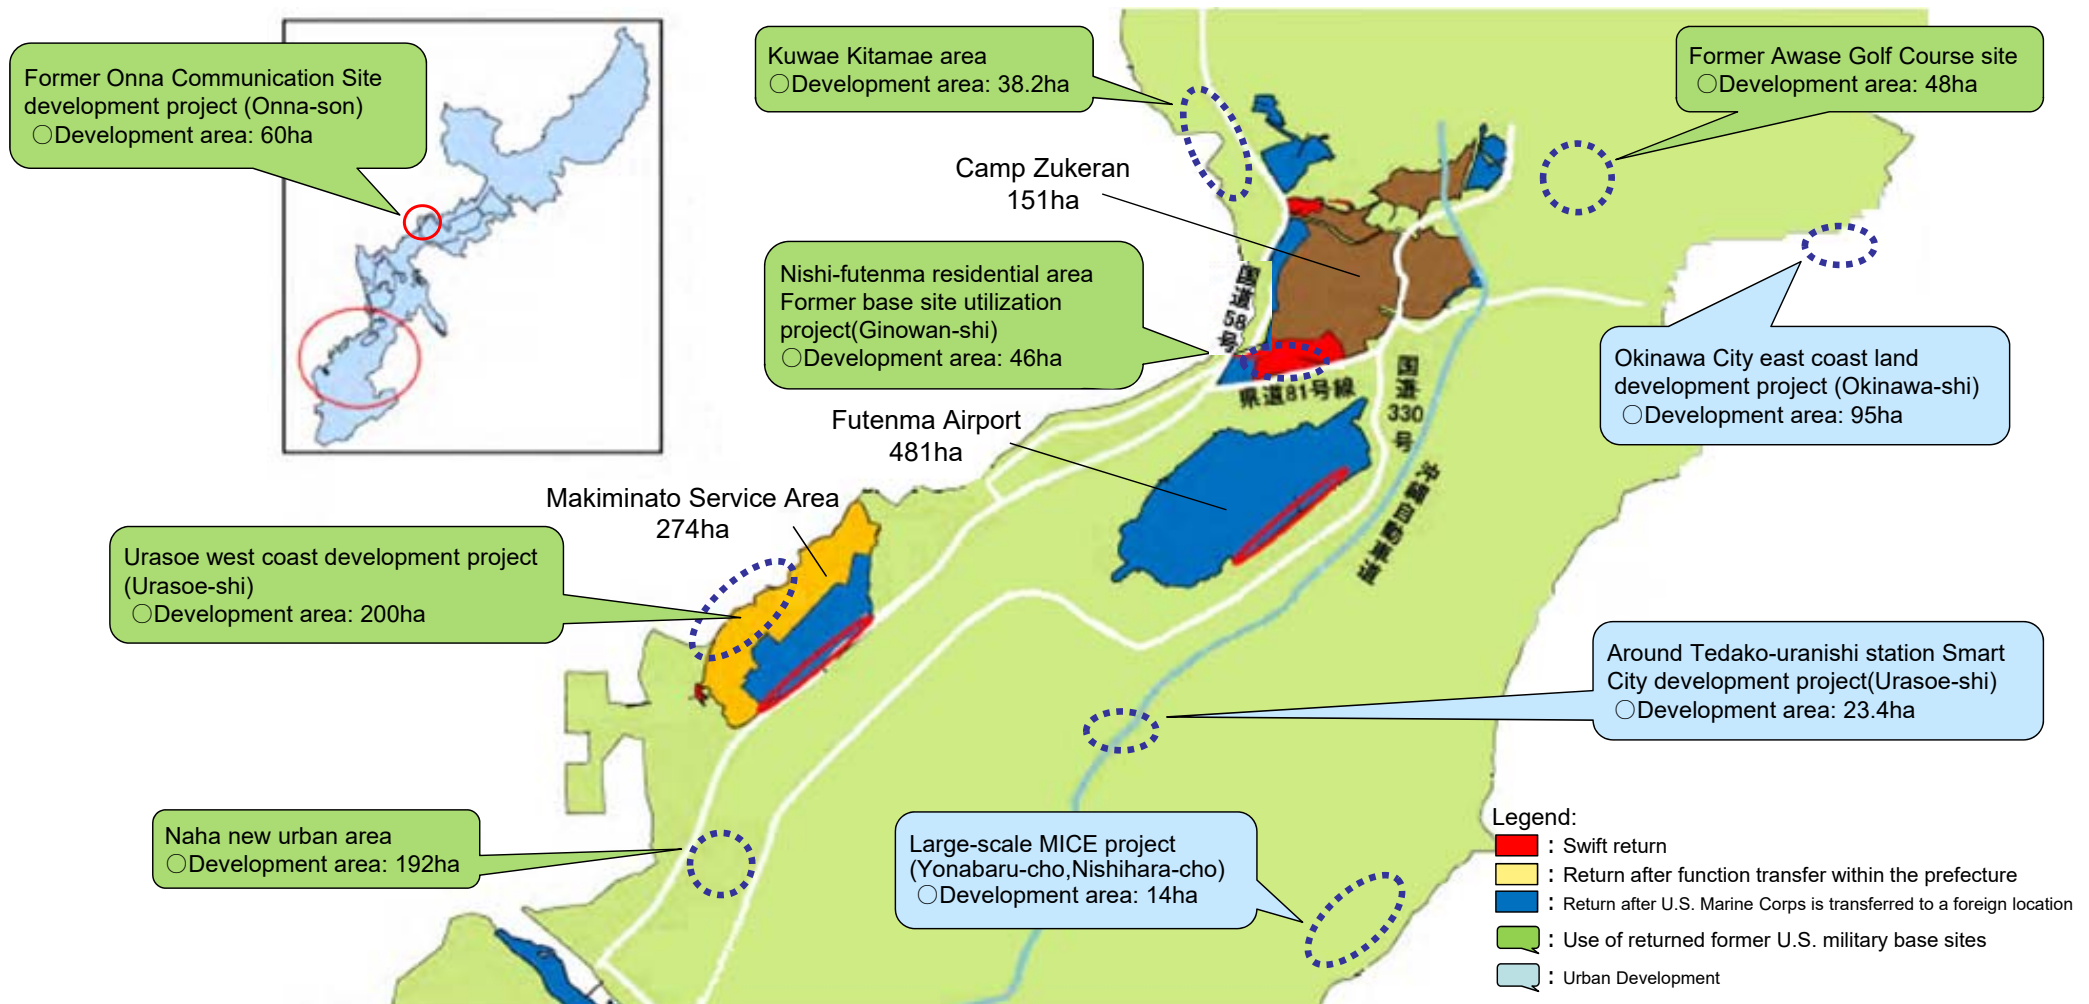 Former Onna Communication Site
development project (Onna-son)
○Development area: 60ha
Kuwae Kitamae area
○Development area: 38.2ha
Former Awase Golf Course site
○Development area: 48ha
Camp Zukeran
151ha
Nishi-futenma residential area
Former base site utilization
project(Ginowan-shi)
○Development area: 46ha
国道58号
県道81号線
国道330号
沖縄自動車道
Okinawa City east coast land
development project (Okinawa-shi)
○Development area: 95ha
Futenma Airport
481ha
Makiminato Service Area
274ha
Urasoe west coast development project
(Urasoe-shi)
○Development area: 200ha
Around Tedako-uranishi station Smart
City development project(Urasoe-shi)
○Development area: 23.4ha
Naha new urban area
○Development area: 192ha
Large-scale MICE project
(Yonabaru-cho,Nishihara-cho)
○Development area: 14ha
Legend:
: Swift return
: Return after function transfer within the prefecture
: Return after U.S. Marine Corps is transferred to a foreign location
: Use of returned former U.S. military base sites
: Urban Development